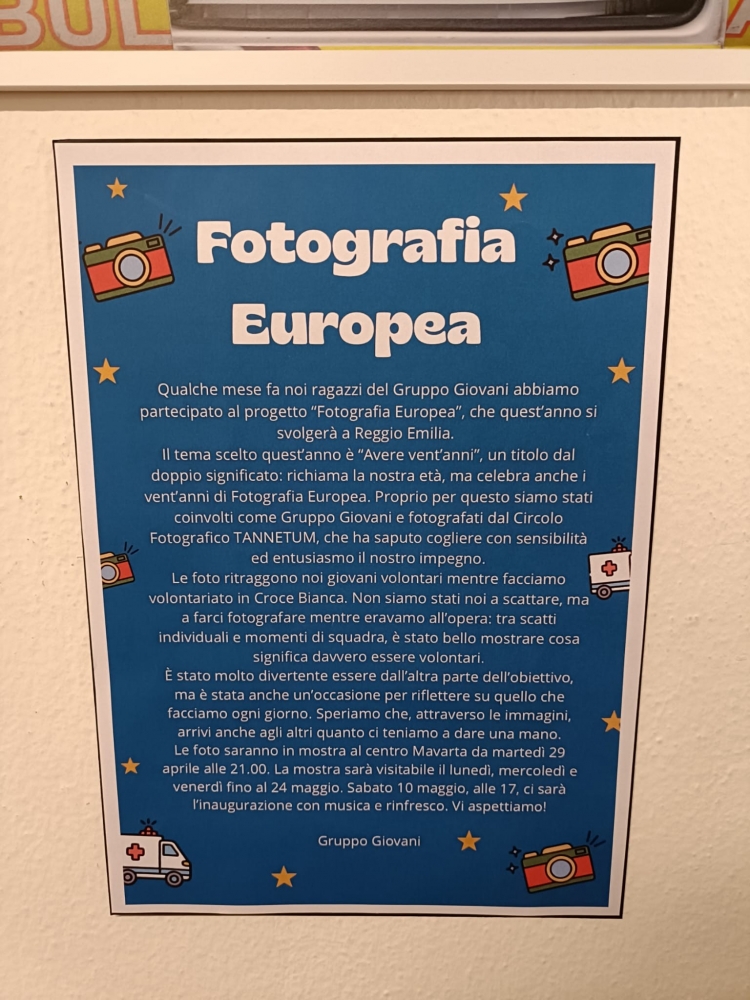 BUL
Fotografia
Europea
Qualche mese fa noi ragazzi del Gruppo Giovani abbiamo
partecipato al progetto “Fotografia Europea”, che quest’anno si
svolgerà a Reggio Emilia.
Il tema scelto quest’anno è “Avere vent’anni”, un titolo dal
doppio significato: richiama la nostra età, ma celebra anche i
vent’anni di Fotografia Europea. Proprio per questo siamo stati
coinvolti come Gruppo Giovani e fotografati dal Circolo
Fotografico TANNETUM, che ha saputo cogliere con sensibilità
ed entusiasmo il nostro impegno.
Le foto ritraggono noi giovani volontari mentre facciamo
volontariato in Croce Bianca. Non siamo stati noi a scattare, ma
a farci fotografare mentre eravamo all’opera: tra scatti
individuali e momenti di squadra, è stato bello mostrare cosa
significa davvero essere volontari.
È stato molto divertente essere dall’altra parte dell’obiettivo,
ma è stata anche un’occasione per riflettere su quello che
facciamo ogni giorno. Speriamo che, attraverso le immagini,
arrivi anche agli altri quanto ci teniamo a dare una mano.
Le foto saranno in mostra al centro Mavarta da martedì 29
aprile alle 21.00. La mostra sarà visitabile il lunedì, mercoledì e
venerdì fino al 24 maggio. Sabato 10 maggio, alle 17, ci sarà
l’inaugurazione con musica e rinfresco. Vi aspettiamo!
Gruppo Giovani